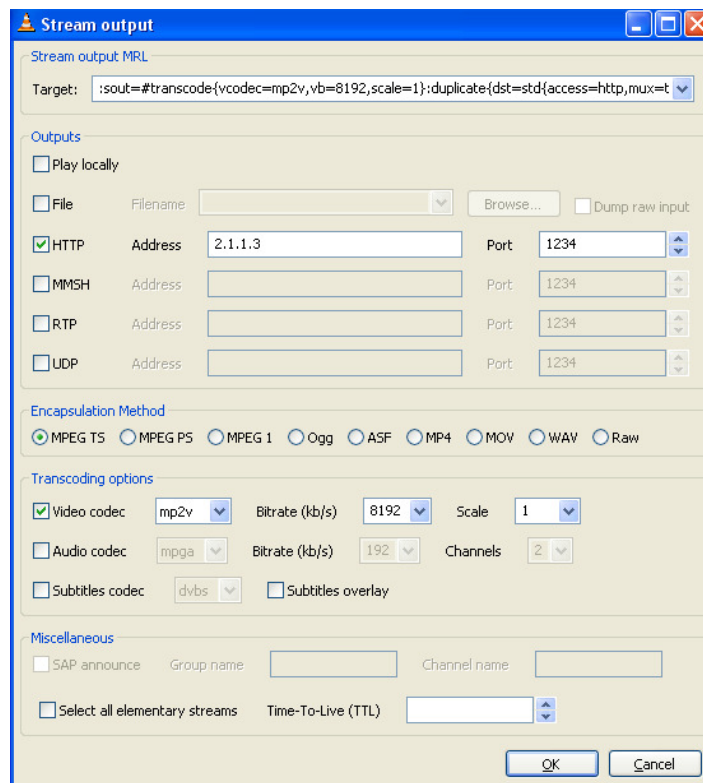 Stream output
Stream output MRL
Target: :sout=#transcode{vcodec=mp2v,vb=8192,scale=1}:duplicate{dst=std{access=http,mux=t
Outputs
Play locally
File Filename Browse... Dump raw input
HTTP Address 2.1.1.3 Port 1234
MMSH Address Port 1234
RTP Address Port 1234
UDP Address Port 1234
Encapsulation Method
MPEG TS MPEG PS MPEG 1 Ogg ASF MP4 MOV WAV Raw
Transcoding options
Video codec mp2v Bitrate (kb/s) 8192 Scale 1
Audio codec mpga Bitrate (kb/s) 192 Channels 2
Subtitles codec dvbs Subtitles overlay
Miscellaneous
SAP announce Group name Channel name
Select all elementary streams Time-To-Live (TTL)
OK Cancel